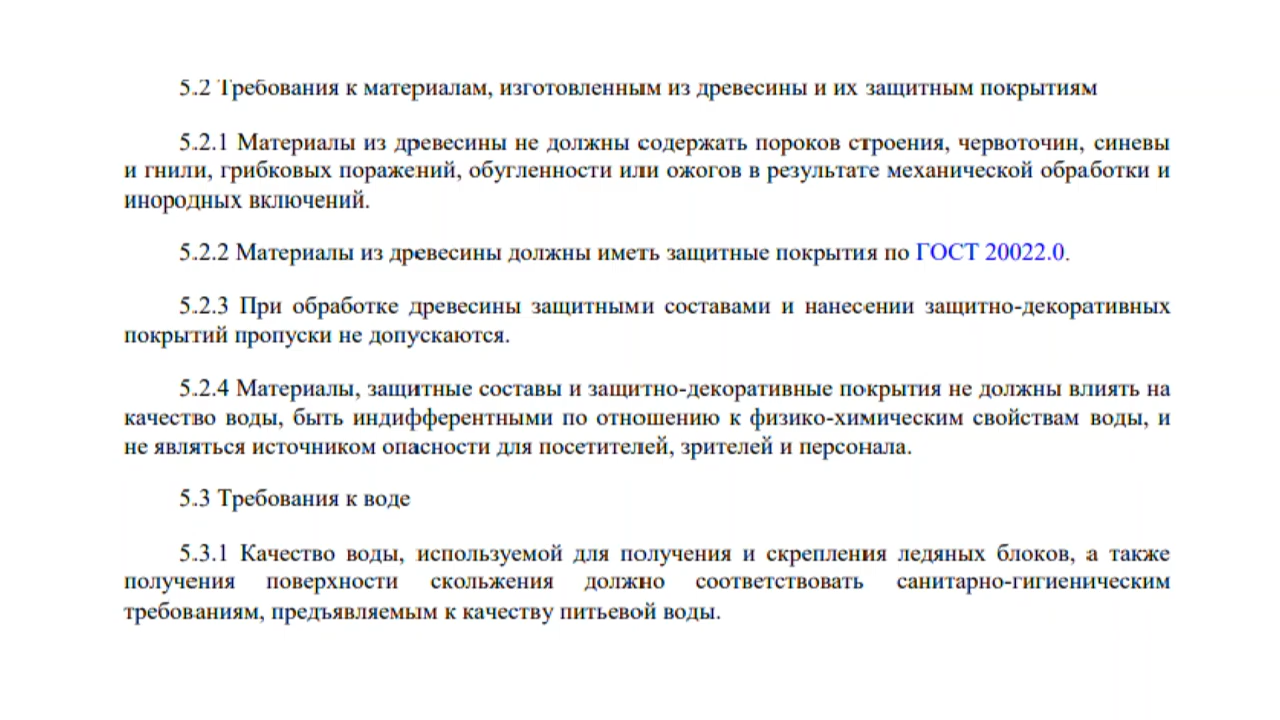 5.2 Требования к материалам, изготовленным из древесины и их защитным покрытиям
5.2.1 Материалы из древесины не должны содержать пороков строения, червоточин, синевы
и гнили, грибковых поражений, обугленности или ожогов в результате механической обработки и
инородных включений.
5.2.2 Материалы из древесины должны иметь защитные покрытия по ГОСТ 20022.0.
5.2.3 При обработке древесины защитными составами и нанесении защитно-декоративных
покрытий пропуски не допускаются.
5.2.4 Материалы, защитные составы и защитно-декоративные покрытия не должны влиять на
качество воды, быть индифферентными по отношению к физико-химическим свойствам воды, и
не являться источником опасности для посетителей, зрителей и персонала.
5.3 Требования к воде
5.3.1 Качество воды, используемой для получения и скрепления ледяных блоков, а также
получения поверхности скольжения должно соответствовать санитарно-гигиеническим
требованиям, предъявляемым к качеству питьевой воды.